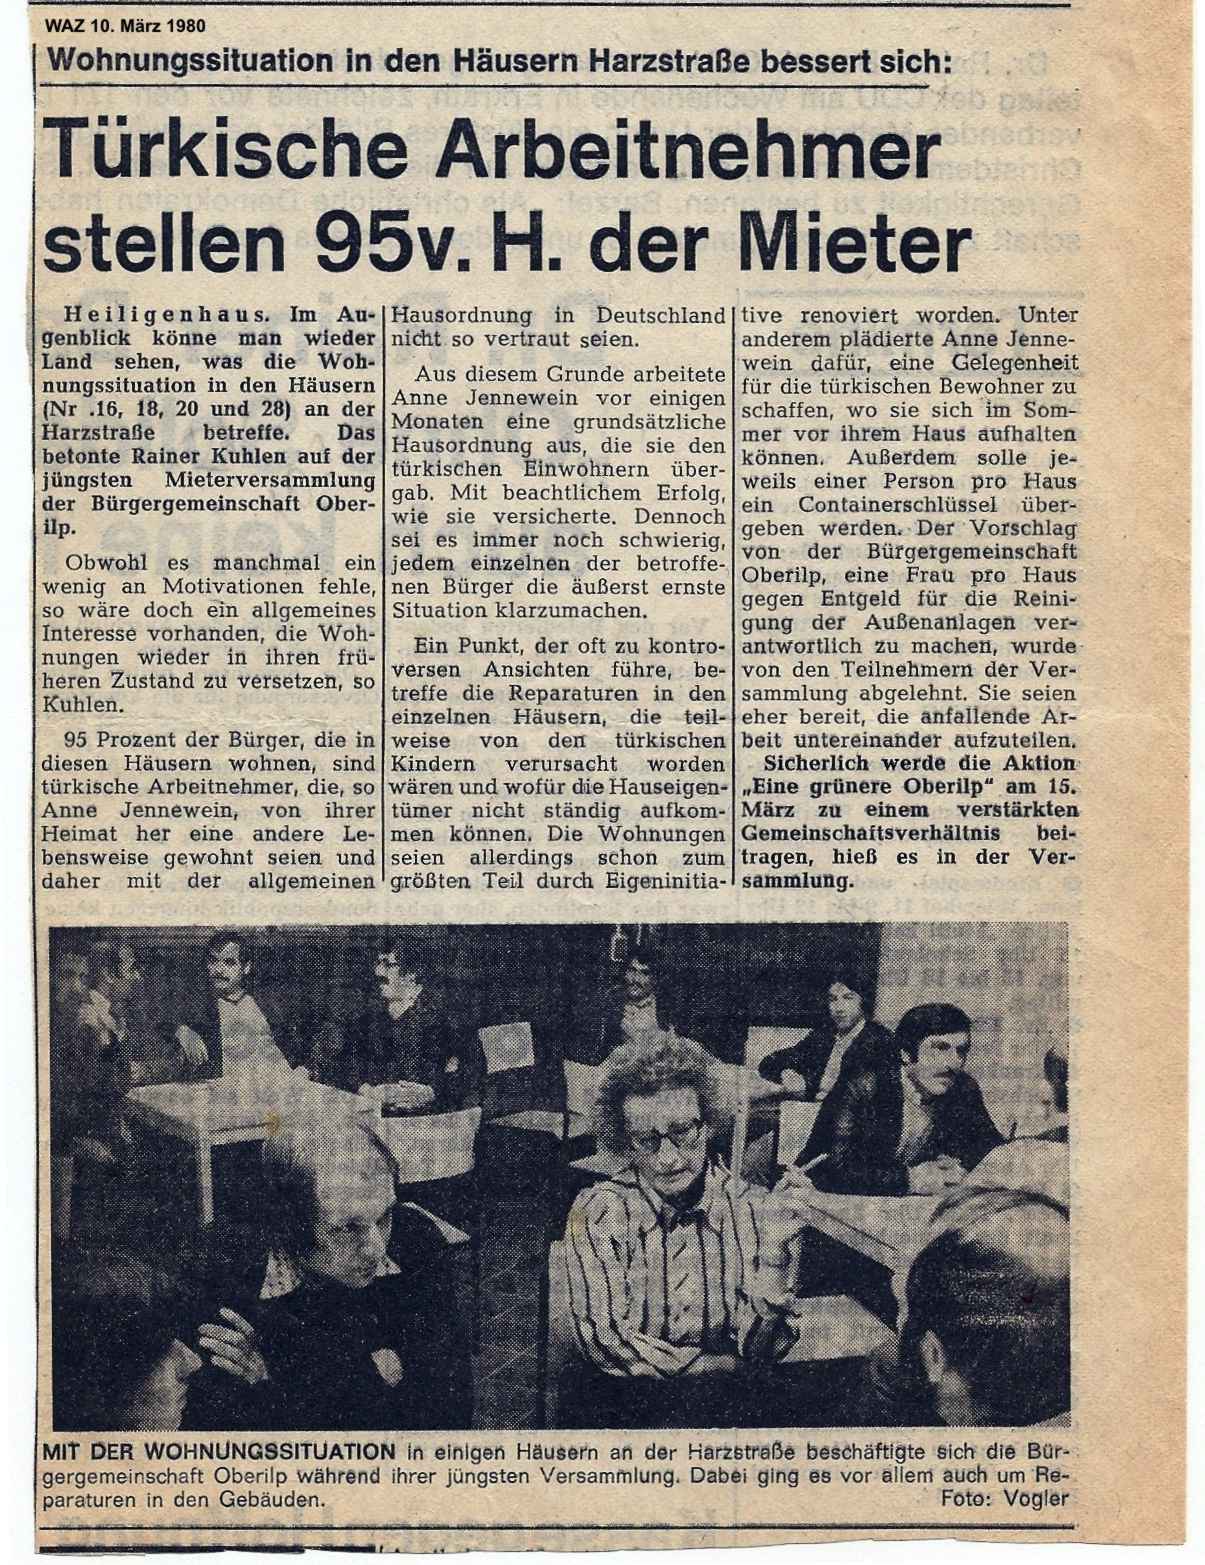 WAZ 10. März 1980
Wohnungssituation in den Häusern Harzstraße bessert sich:
Türkische Arbeitnehmer
stellen 95v. H. der Mieter
Heiligenhaus. Im Au-
genblick könne man wieder
Land sehen, was die Woh-
nungssituation in den Häusern
(Nr .16, 18, 20 und 28) an der
Harzstraße betreffe. Das
betonte Rainer Kuhlen auf der
jüngsten Mieterversammlung
der Bürgergemeinschaft Ober-
ilp.
Obwohl es manchmal ein
wenig an Motivationen fehle,
so wäre doch ein allgemeines
Interesse vorhanden, die Woh-
nungen wieder in ihren frü-
heren Zustand zu versetzen, so
Kuhlen.
95 Prozent der Bürger, die in
diesen Häusern wohnen, sind
türkische Arbeitnehmer, die, so
Anne Jennewein, von ihrer
Heimat her eine andere Le-
bensweise gewohnt seien und
daher mit der allgemeinen
Hausordnung in Deutschland
nicht so vertraut seien.
Aus diesem Grunde arbeitete
Anne Jennewein vor einigen
Monaten eine grundsätzliche
Hausordnung aus, die sie den
türkischen Einwohnern über-
gab. Mit beachtlichem Erfolg,
wie sie versicherte. Dennoch
sei es immer noch schwierig,
jedem einzelnen der betroffe-
nen Bürger die äußerst ernste
Situation klarzumachen.
Ein Punkt, der oft zu kontro-
versen Ansichten führe, be-
treffe die Reparaturen in den
einzelnen Häusern, die teil-
weise von den türkischen
Kindern verursacht worden
wären und wofür die Hauseigen-
tümer nicht ständig aufkom-
men können. Die Wohnungen
seien allerdings schon zum
größten Teil durch Eigeninitia-
tive renoviert worden. Unter
anderem plädierte Anne Jenne-
wein dafür, eine Gelegenheit
für die türkischen Bewohner zu
schaffen, wo sie sich im Som-
mer vor ihrem Haus aufhalten
können. Außerdem solle je-
weils einer Person pro Haus
ein Containerschlüssel über-
geben werden. Der Vorschlag
von der Bürgergemeinschaft
Oberilp, eine Frau pro Haus
gegen Entgeld für die Reini-
gung der Außenanlagen ver-
antwortlich zu machen, wurde
von den Teilnehmern der Ver-
sammlung abgelehnt. Sie seien
eher bereit, die anfallende Ar-
beit untereinander aufzuteilen.
Sicherlich werde die Aktion
„Eine grünere Oberilp“ am 15.
März zu einem verstärkten
Gemeinschaftsverhältnis bei-
tragen, hieß es in der Ver-
sammlung.
MIT DER WOHNUNGSSITUATION in einigen Häusern an der Harzstraße beschäftigte sich die Bür-
gergemeinschaft Oberilp während ihrer jüngsten Versammlung. Dabei ging es vor allem auch um Re-
paraturen in den Gebäuden. Foto: Vogler